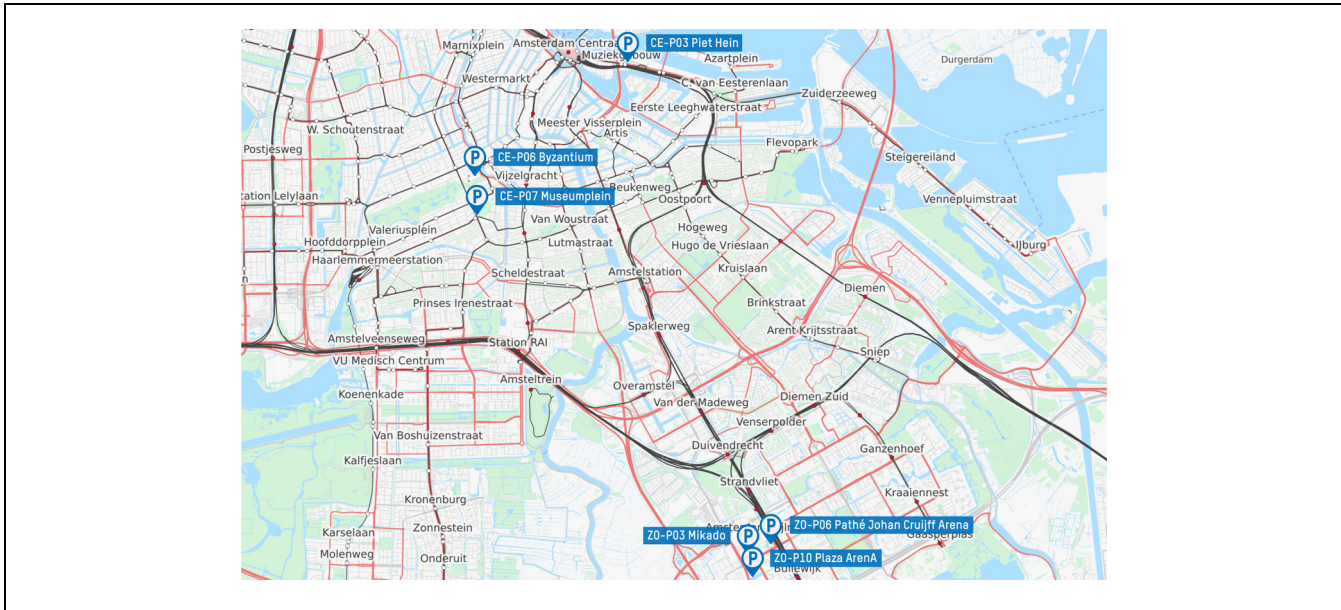 Marnixplein
Amsterdam Centraa
CE-P03 Piet Hein
Muziekgebouw
Azartplein
Durgerdam
Westermarkt
C. van Eesterenlaan
Zuiderzeeweg
Eerste Leeghwaterstraat
W. Schoutenstraat
Meester Visserplein
Artis
Postjesweg
Flevopark
CE-P06 Byzantium
Steigereiland
Vijzelgracht
Beukenweg
tation Lelylaan
CE-P07 Museumplein
Oostpoort
Vennepluimstraat
Van Woustraat
Hogeweg
Valeriusplein
Hoofddorpplein
Lutmastraat
Hugo de Vrieslaan
IJburg
Haarlemmermeerstation
Scheldestraat
Amstelstation
Kruislaan
Diemen
Prinses Irenestraat
Brinkstraat
Spaklerweg
Arent Krijtsstraat
Amstelveenseweg
Station RAI
Sniep
VU Medisch Centrum
Amsteltrein
Overamstel
Koenenkade
Van der Madeweg
Diemen Zuid
Venserpolder
Van Boshuizenstraat
Duivendrecht
Ganzenhoef
Kalfjeslaan
Strandvliet
Kraaiennest
Kronenburg
Zonnestein
ZO-P06 Pathé Johan Cruijff Arena
Karselaan
ZO-P03 Mikado
Gaasperplas
Molenweg
Onderuit
ZO-P10 Plaza ArenA
Bullewijk